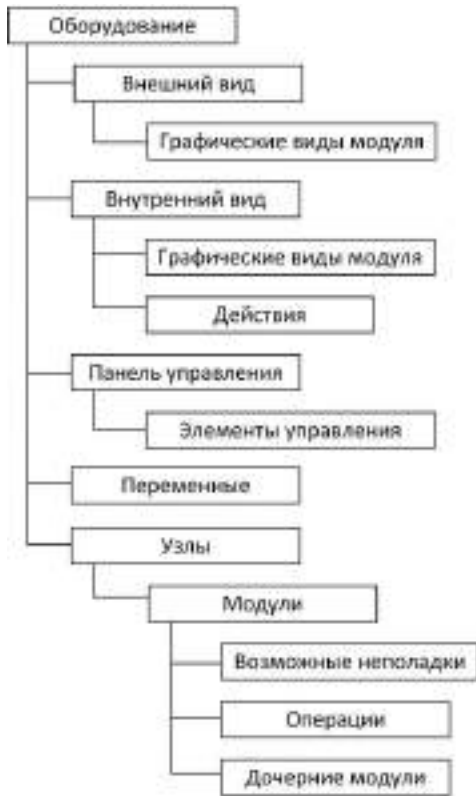 Оборудование
Внешний вид
Графические виды модуля
Внутренний вид
Графические виды модуля
Действия
Панель управления
Элементы управления
Переменные
Узлы
Модули
Возможные неполадки
Операции
Дочерние модули